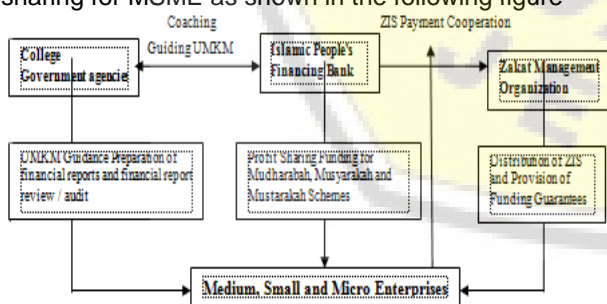 sharing for MSME as shown in the following figure
Coaching
Guiding UMKM
ZIS Payment Cooperation
College
Government agencie
Islamic People's
Financing Bank
Zakat Management
Organization
UMKM Guidance Preparation of
financial reports and financial report
review / audit
Profit Sharing Funding for
Mudharabah, Musyarakah and
Mustarakah Schemes
Distribution of ZIS
and Provision of
Funding Guarantees
Medium, Small and Micro Enterprises